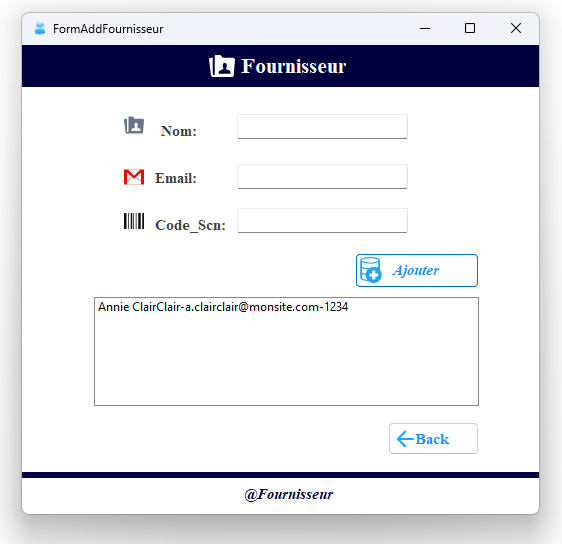 FormAddFournisseur
Fournisseur
Nom:
Email:
Code_Scn:
Ajouter
Annie ClairClair-a.clairclair@monsite.com-1234
Back
@Fournisseur